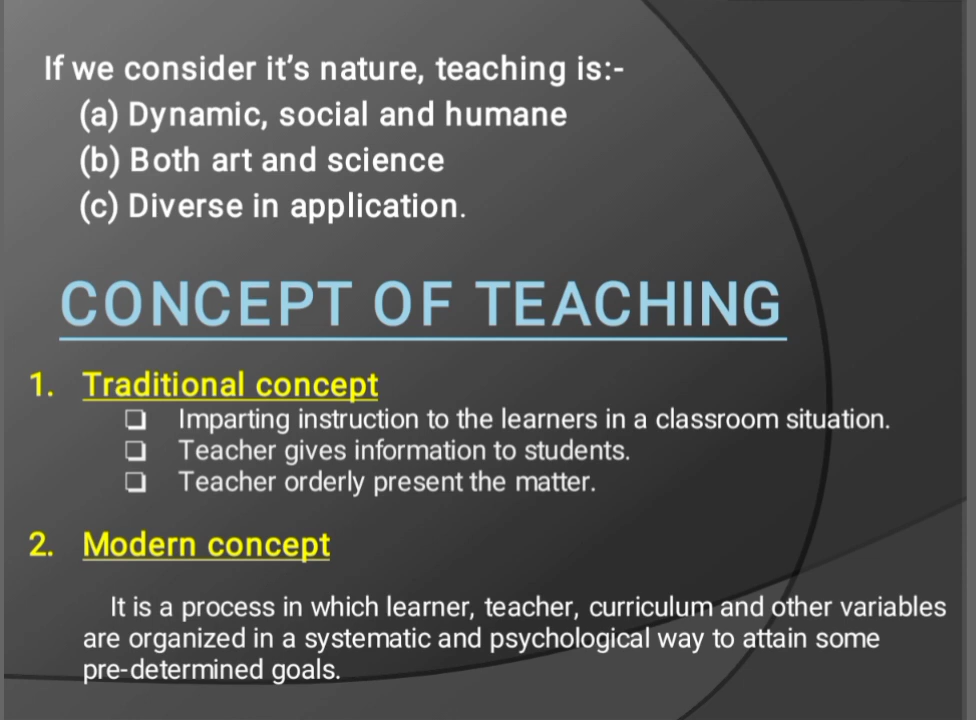 If we consider it's nature, teaching is:-
(a) Dynamic, social and humane
(b) Both art and science
(c) Diverse in application.
CONCEPT OF TEACHING
1. Traditional concept
❑ Imparting instruction to the learners in a classroom situation.
❑ Teacher gives information to students.
❑ Teacher orderly present the matter.
2. Modern concept
It is a process in which learner, teacher, curriculum and other variables
are organized in a systematic and psychological way to attain some
pre-determined goals.